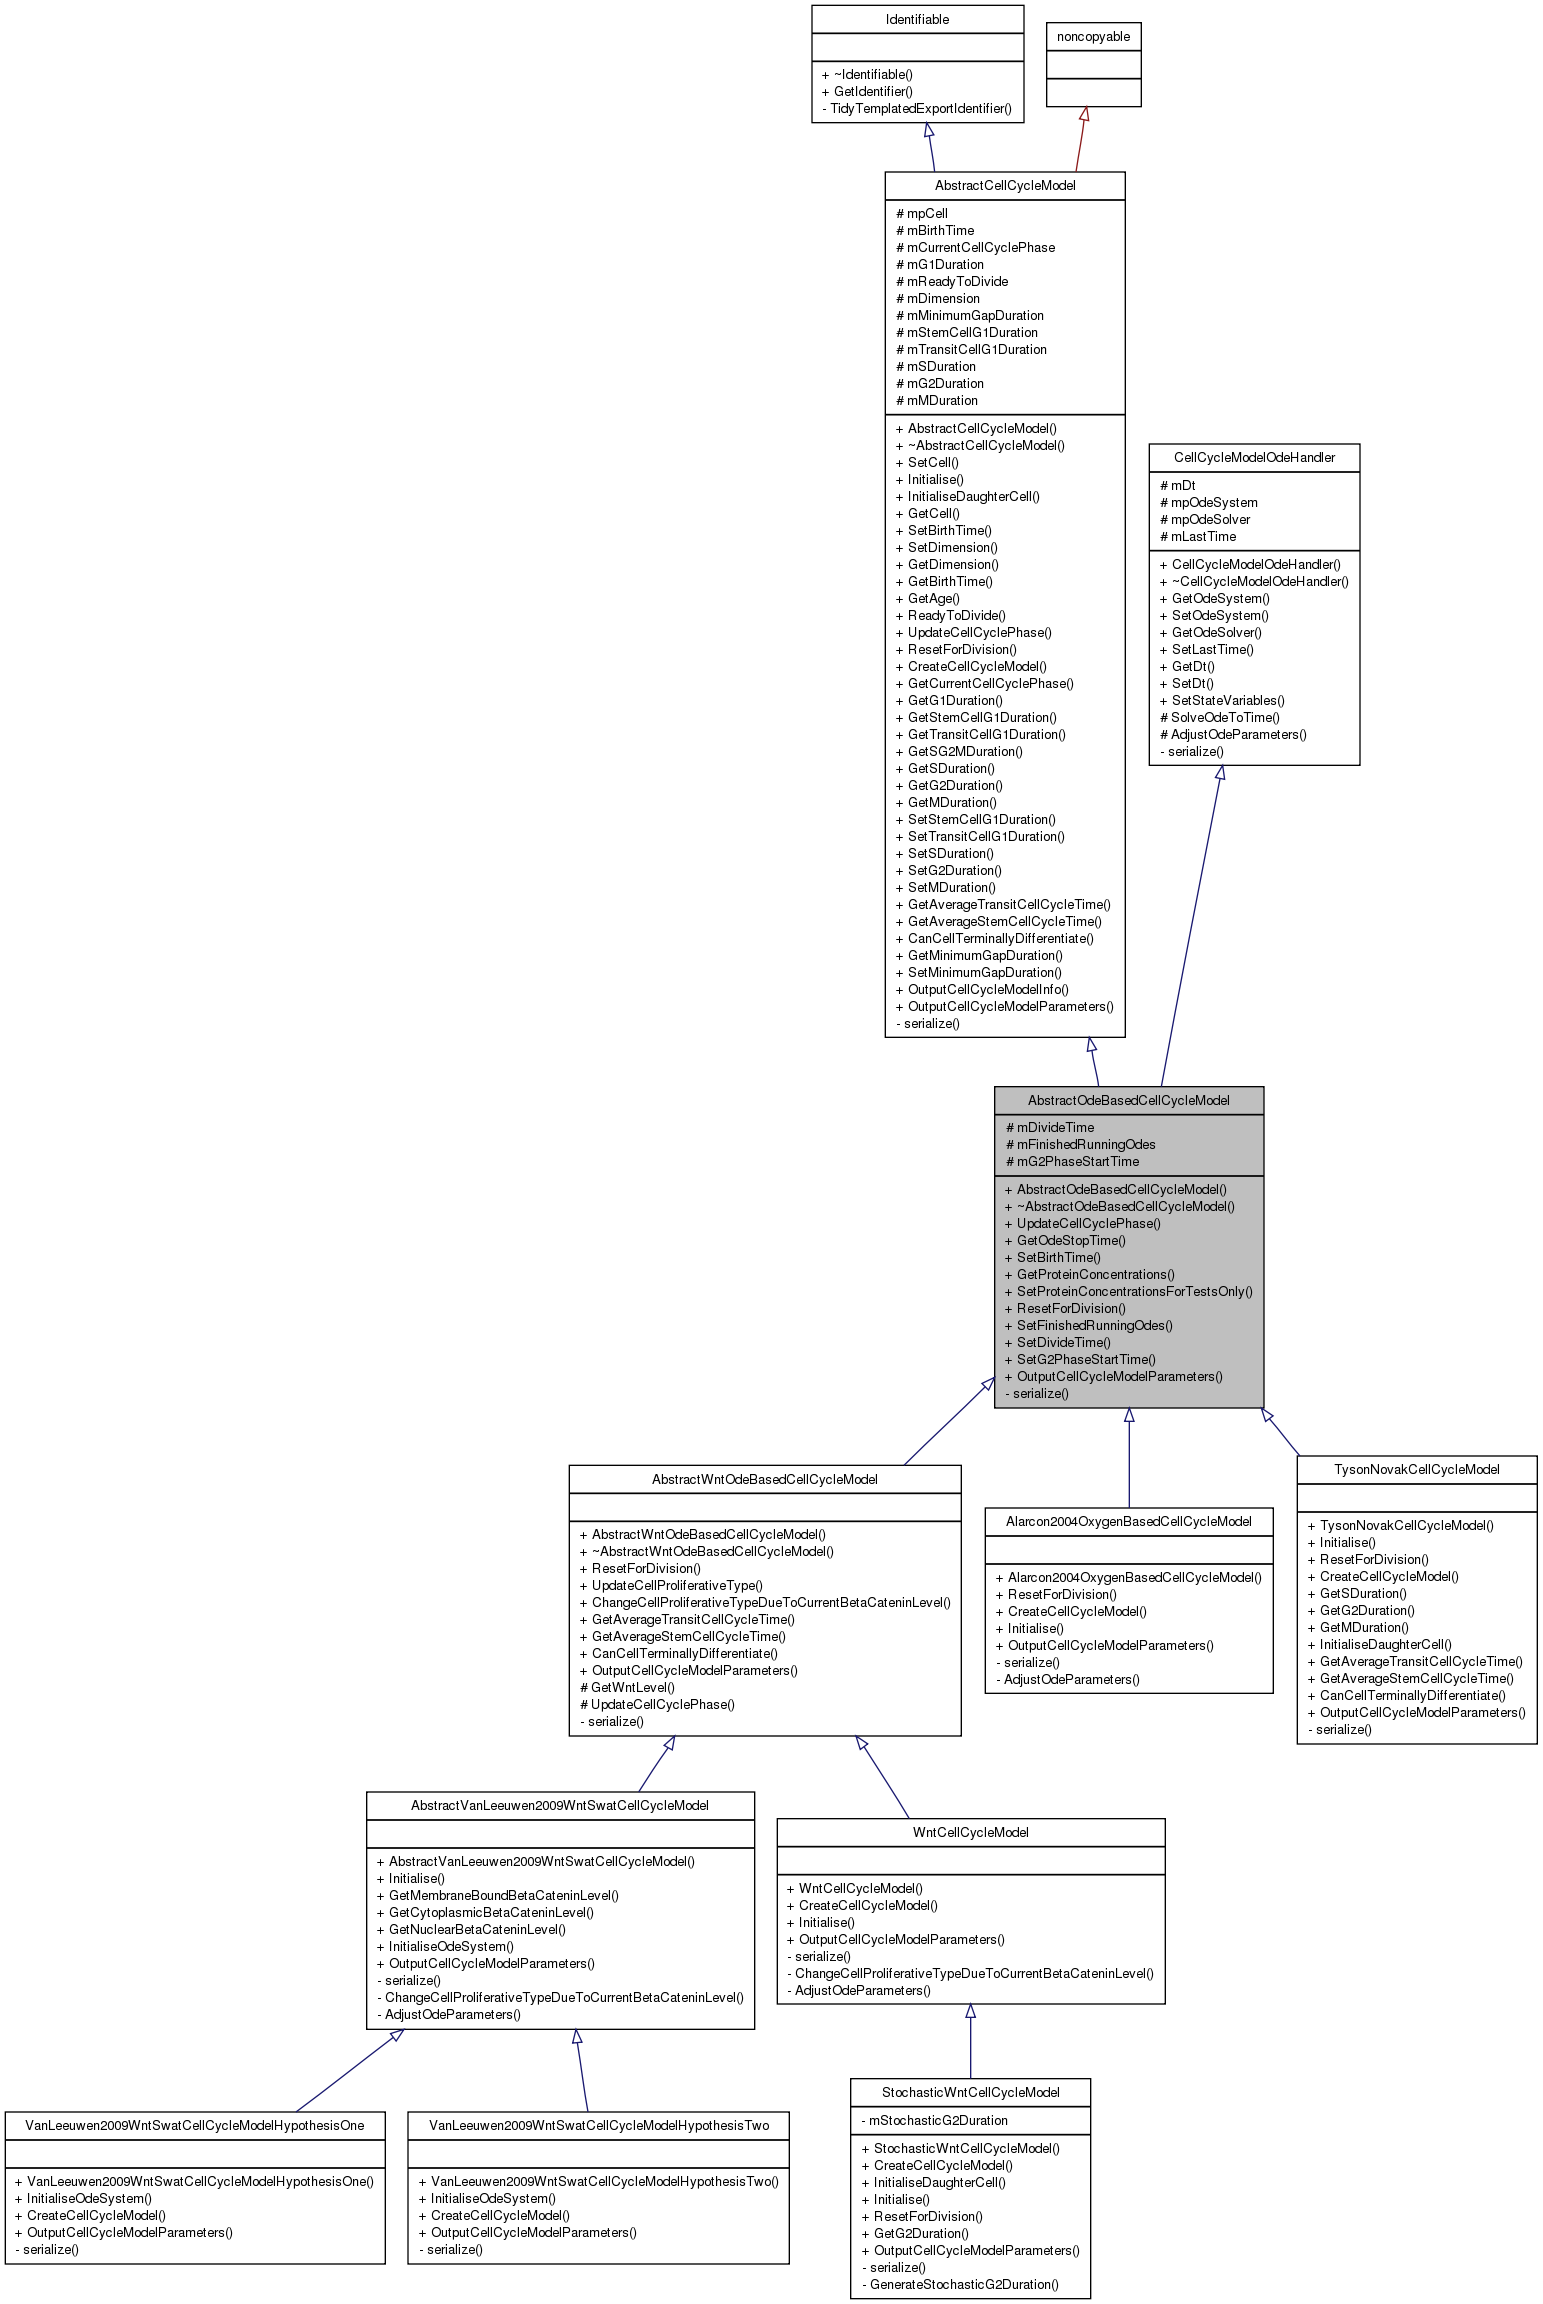 Identifiable
+ ~Identifiable()
+ GetIdentifier()
- TidyTemplatedExportIdentifier()
noncopyable
AbstractCellCycleModel
# mpCell
# mBirthTime
# mCurrentCellCyclePhase
# mG1Duration
# mReadyToDivide
# mDimension
# mMinimumGapDuration
# mStemCellG1Duration
# mTransitCellG1Duration
# mSDuration
# mG2Duration
# mMDuration
+ AbstractCellCycleModel()
+ ~AbstractCellCycleModel()
+ SetCell()
+ Initialise()
+ InitialiseDaughterCell()
+ GetCell()
+ SetBirthTime()
+ SetDimension()
+ GetDimension()
+ GetBirthTime()
+ GetAge()
+ ReadyToDivide()
+ UpdateCellCyclePhase()
+ ResetForDivision()
+ CreateCellCycleModel()
+ GetCurrentCellCyclePhase()
+ GetG1Duration()
+ GetStemCellG1Duration()
+ GetTransitCellG1Duration()
+ GetSG2MDuration()
+ GetSDuration()
+ GetG2Duration()
+ GetMDuration()
+ SetStemCellG1Duration()
+ SetTransitCellG1Duration()
+ SetSDuration()
+ SetG2Duration()
+ SetMDuration()
+ GetAverageTransitCellCycleTime()
+ GetAverageStemCellCycleTime()
+ CanCellTerminallyDifferentiate()
+ GetMinimumGapDuration()
+ SetMinimumGapDuration()
+ OutputCellCycleModelInfo()
+ OutputCellCycleModelParameters()
- serialize()
CellCycleModelOdeHandler
# mDt
# mpOdeSystem
# mpOdeSolver
# mLastTime
+ CellCycleModelOdeHandler()
+ ~CellCycleModelOdeHandler()
+ GetOdeSystem()
+ SetOdeSystem()
+ GetOdeSolver()
+ SetLastTime()
+ GetDt()
+ SetDt()
+ SetStateVariables()
# SolveOdeToTime()
# AdjustOdeParameters()
- serialize()
AbstractOdeBasedCellCycleModel
# mDivideTime
# mFinishedRunningOdes
# mG2PhaseStartTime
+ AbstractOdeBasedCellCycleModel()
+ ~AbstractOdeBasedCellCycleModel()
+ UpdateCellCyclePhase()
+ GetOdeStopTime()
+ SetBirthTime()
+ GetProteinConcentrations()
+ SetProteinConcentrationsForTestsOnly()
+ ResetForDivision()
+ SetFinishedRunningOdes()
+ SetDivideTime()
+ SetG2PhaseStartTime()
+ OutputCellCycleModelParameters()
- serialize()
AbstractWntOdeBasedCellCycleModel
+ AbstractWntOdeBasedCellCycleModel()
+ ~AbstractWntOdeBasedCellCycleModel()
+ ResetForDivision()
+ UpdateCellProliferativeType()
+ ChangeCellProliferativeTypeDueToCurrentBetaCateninLevel()
+ GetAverageTransitCellCycleTime()
+ GetAverageStemCellCycleTime()
+ CanCellTerminallyDifferentiate()
+ OutputCellCycleModelParameters()
# GetWntLevel()
# UpdateCellCyclePhase()
- serialize()
Alarcon2004OxygenBasedCellCycleModel
+ Alarcon2004OxygenBasedCellCycleModel()
+ ResetForDivision()
+ CreateCellCycleModel()
+ Initialise()
+ OutputCellCycleModelParameters()
- serialize()
- AdjustOdeParameters()
TysonNovakCellCycleModel
+ TysonNovakCellCycleModel()
+ Initialise()
+ ResetForDivision()
+ CreateCellCycleModel()
+ GetSDuration()
+ GetG2Duration()
+ GetMDuration()
+ InitialiseDaughterCell()
+ GetAverageTransitCellCycleTime()
+ GetAverageStemCellCycleTime()
+ CanCellTerminallyDifferentiate()
+ OutputCellCycleModelParameters()
- serialize()
AbstractVanLeeuwen2009WntSwatCellCycleModel
+ AbstractVanLeeuwen2009WntSwatCellCycleModel()
+ Initialise()
+ GetMembraneBoundBetaCateninLevel()
+ GetCytoplasmicBetaCateninLevel()
+ GetNuclearBetaCateninLevel()
+ InitialiseOdeSystem()
+ OutputCellCycleModelParameters()
- serialize()
- ChangeCellProliferativeTypeDueToCurrentBetaCateninLevel()
- AdjustOdeParameters()
WntCellCycleModel
+ WntCellCycleModel()
+ CreateCellCycleModel()
+ Initialise()
+ OutputCellCycleModelParameters()
- serialize()
- ChangeCellProliferativeTypeDueToCurrentBetaCateninLevel()
- AdjustOdeParameters()
VanLeeuwen2009WntSwatCellCycleModelHypothesisOne
+ VanLeeuwen2009WntSwatCellCycleModelHypothesisOne()
+ InitialiseOdeSystem()
+ CreateCellCycleModel()
+ OutputCellCycleModelParameters()
- serialize()
VanLeeuwen2009WntSwatCellCycleModelHypothesisTwo
+ VanLeeuwen2009WntSwatCellCycleModelHypothesisTwo()
+ InitialiseOdeSystem()
+ CreateCellCycleModel()
+ OutputCellCycleModelParameters()
- serialize()
StochasticWntCellCycleModel
- mStochasticG2Duration
+ StochasticWntCellCycleModel()
+ CreateCellCycleModel()
+ InitialiseDaughterCell()
+ Initialise()
+ ResetForDivision()
+ GetG2Duration()
+ OutputCellCycleModelParameters()
- serialize()
- GenerateStochasticG2Duration()